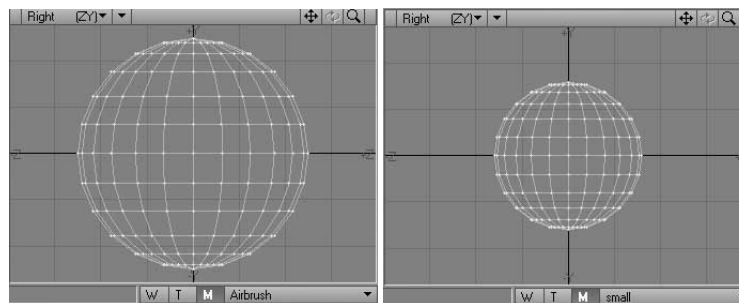 Right (ZY)
+Y
Z Z
W T M Airbrush
Right (ZY)
Z
W T M small